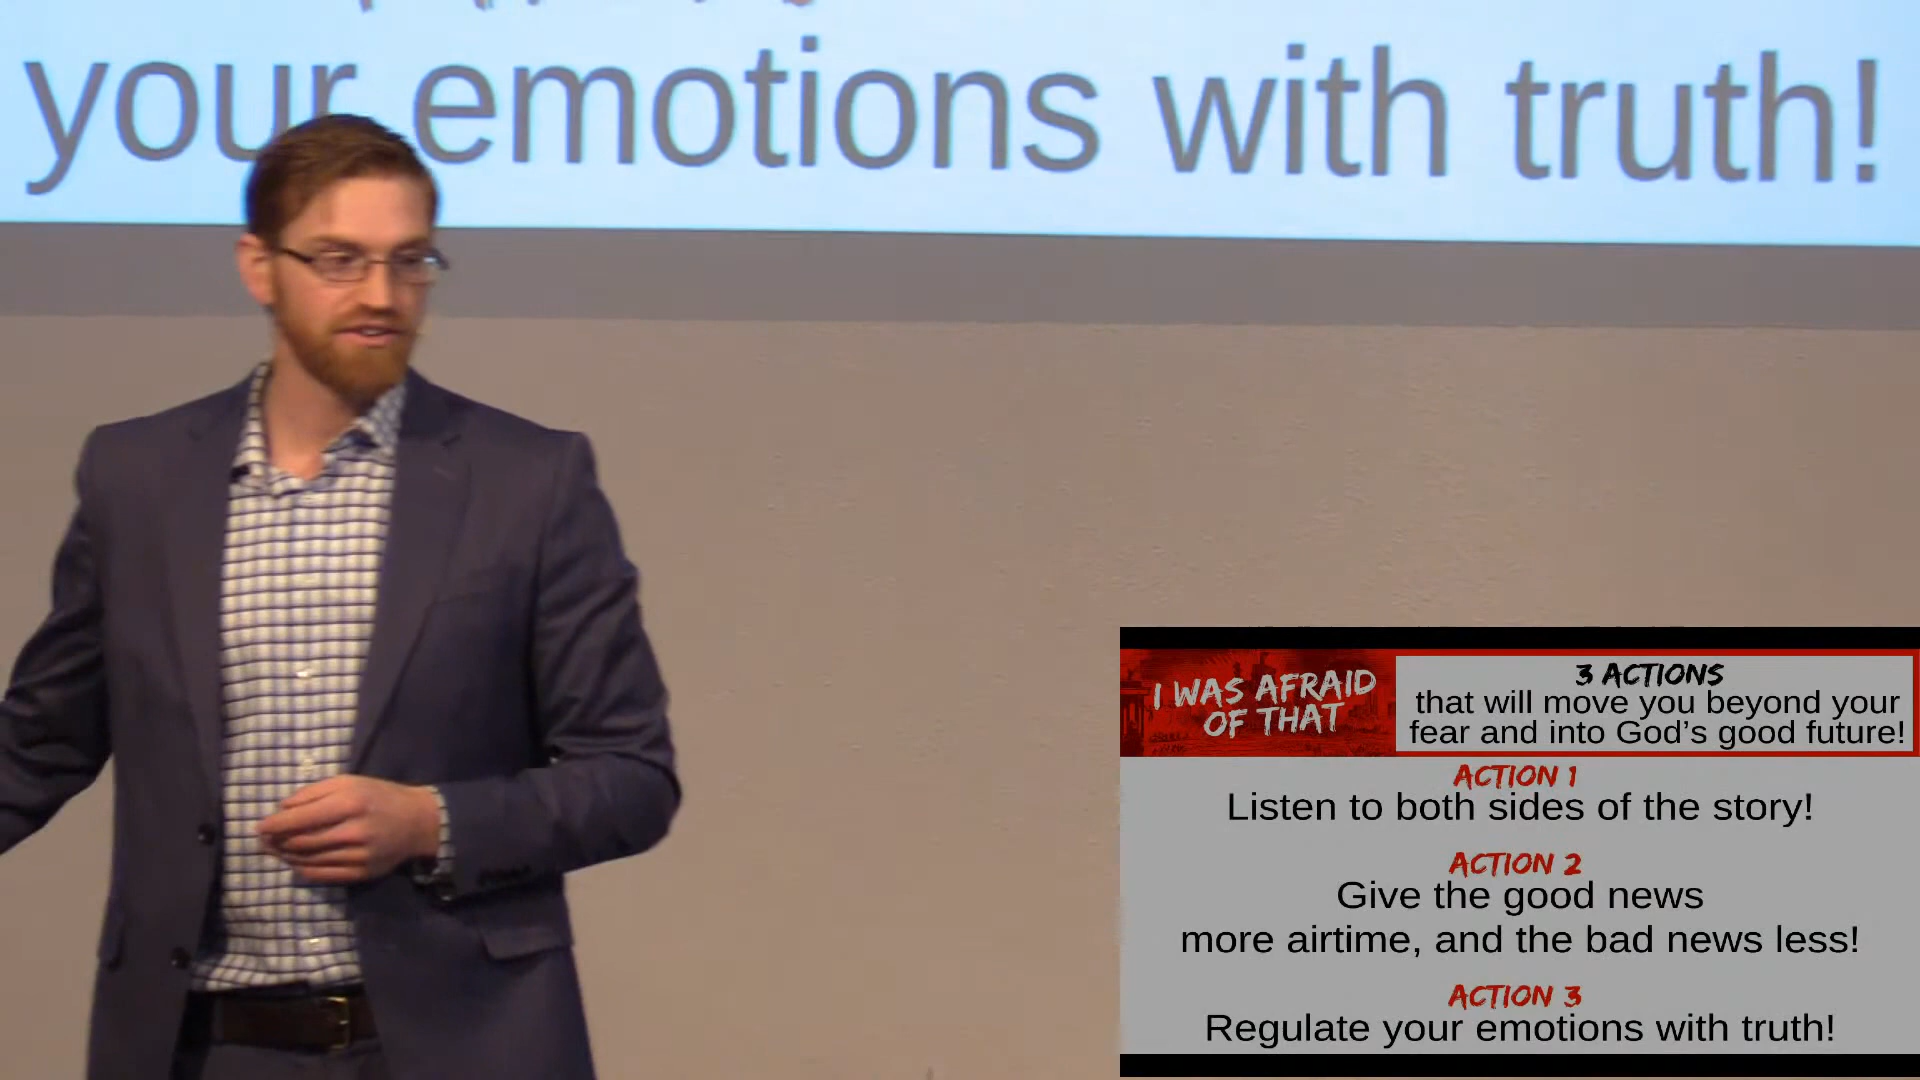 your emotions with truth!
I WAS AFRAID
OF THAT
3 ACTIONS
that will move you beyond your
fear and into God’s good future!
ACTION 1
Listen to both sides of the story!
ACTION 2
Give the good news
more airtime, and the bad news less!
ACTION 3
Regulate your emotions with truth!